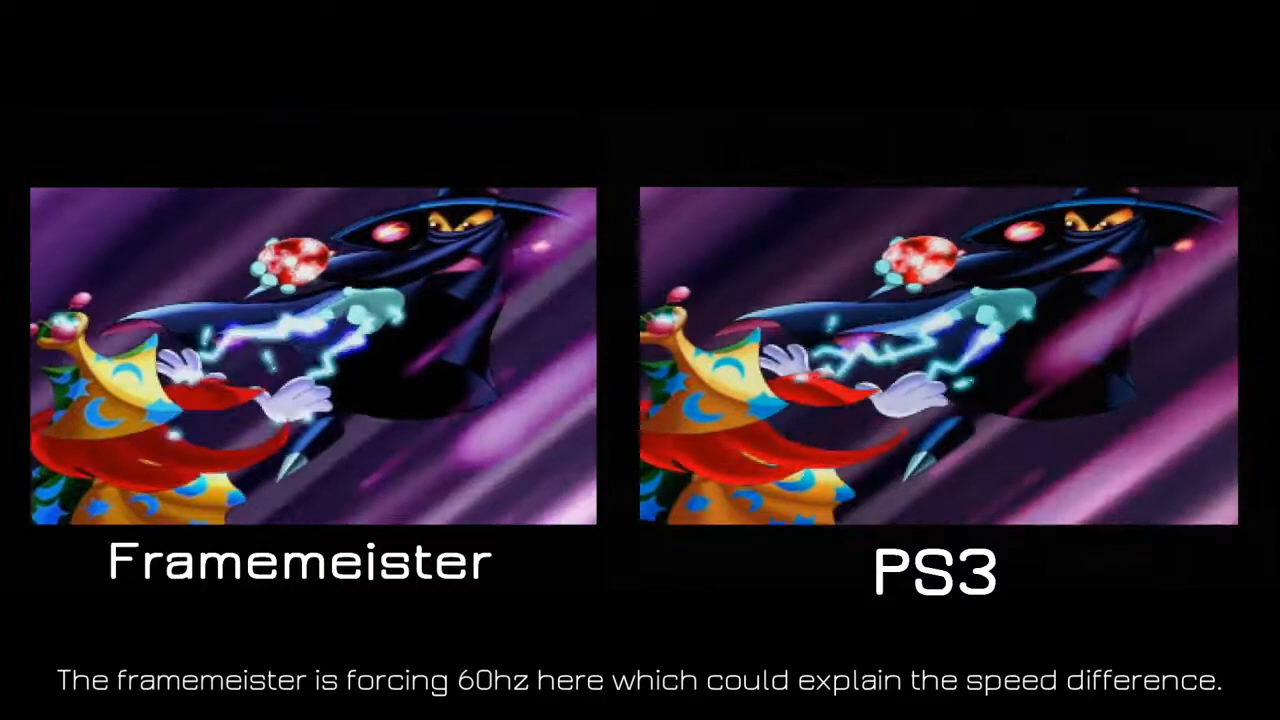 Framemeister
PS3
The framemeister is forcing 60hz here which could explain the speed difference.